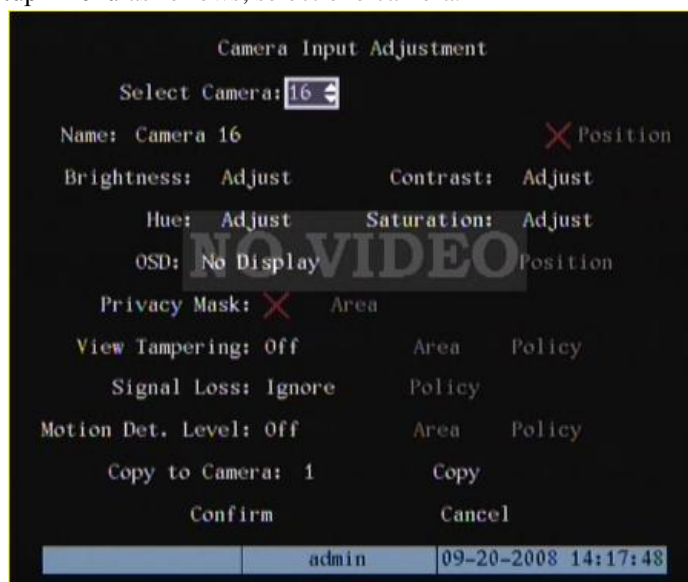 Camera Input Adjustment
Select Camera: 16
Name: Camera 16 Position
Brightness: Adjust Contrast: Adjust
Hue: Adjust Saturation: Adjust
NO VIDEO
OSD: No Display Position
Privacy Mask: Area
View Tampering: Off Area Policy
Signal Loss: Ignore Policy
Motion Det. Level: Off Area Policy
Copy to Camera: 1 Copy
Confirm Cancel
admin 09-20-2008 14:17:48